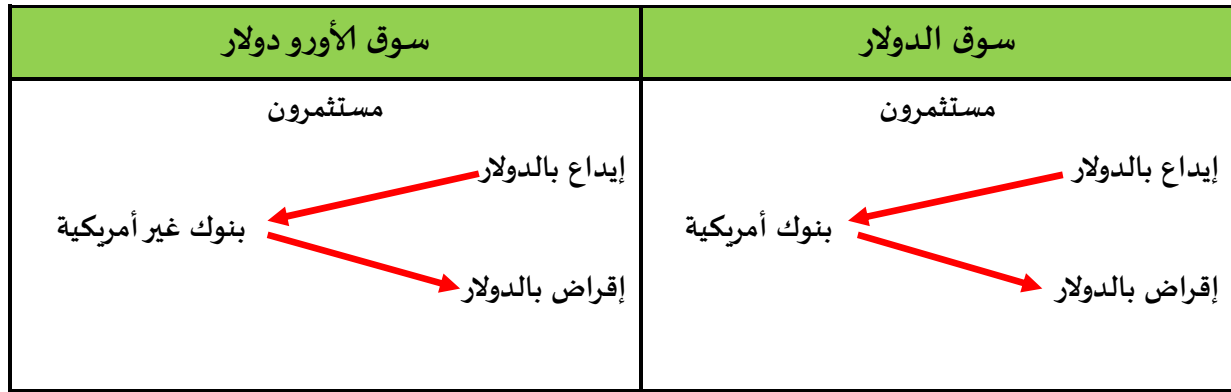 سوق الدولار
سوق الأورو دولار
مستثمرون
إيداع بالدولار
بنوك أمريكية
إقراض بالدولار
مستثمرون
إيداع بالدولار
بنوك غير أمريكية
إقراض بالدولار